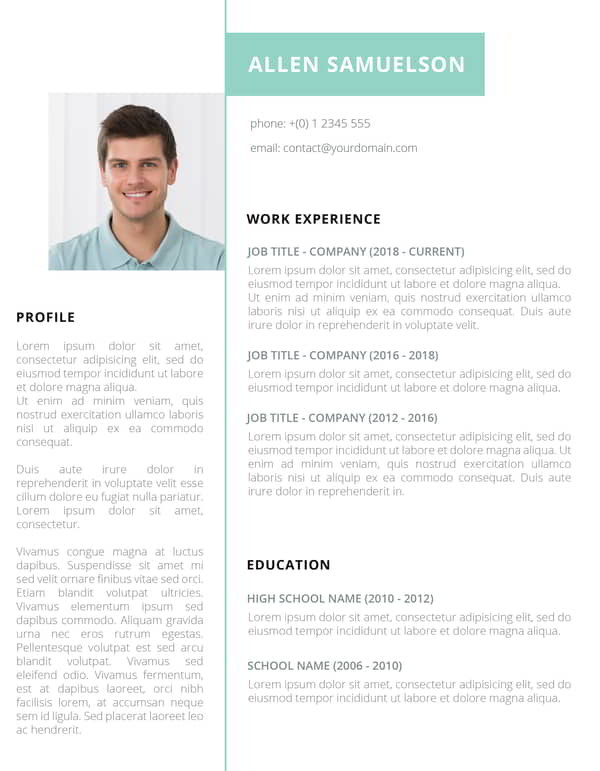 ALLEN SAMUELSON
phone: +(0) 1 2345 555
email: contact@yourdomain.com
PROFILE
Lorem ipsum dolor sit amet,
consectetur adipisicing elit, sed do
eiusmod tempor incididunt ut labore
et dolore magna aliqua.
Ut enim ad minim veniam, quis
nostrud exercitation ullamco laboris
nisi ut aliquip ex ea commodo
consequat.
Duis aute irure dolor in
reprehenderit in voluptate velit esse
cillum dolore eu fugiat nulla pariatur.
Lorem ipsum dolor sit amet,
consectetur.
Vivamus congue magna at luctus
dapibus. Suspendisse sit amet mi
sed velit ornare finibus vitae sed orci.
Etiam blandit volutpat ultricies.
Vivamus elementum ipsum sed
dapibus commodo. Aliquam gravida
urna nec eros rutrum egestas.
Pellentesque volutpat est sed arcu
blandit volutpat. Vivamus sed
eleifend odio. Vivamus fermentum,
est at dapibus laoreet, orci nibh
facilisis lorem, at accumsan neque
sem id ligula. Sed placerat laoreet leo
ac hendrerit.
WORK EXPERIENCE
JOB TITLE - COMPANY (2018 - CURRENT)
Lorem ipsum dolor sit amet, consectetur adipisicing elit, sed do
eiusmod tempor incididunt ut labore et dolore magna aliqua.
Ut enim ad minim veniam, quis nostrud exercitation ullamco
laboris nisi ut aliquip ex ea commodo consequat. Duis aute
irure dolor in reprehenderit in voluptate velit.
JOB TITLE - COMPANY (2016 - 2018)
Lorem ipsum dolor sit amet, consectetur adipisicing elit, sed do
eiusmod tempor incididunt ut labore et dolore magna aliqua.
JOB TITLE - COMPANY (2012 - 2016)
Lorem ipsum dolor sit amet, consectetur adipisicing elit, sed do
eiusmod tempor incididunt ut labore et dolore magna aliqua. Ut
enim ad minim veniam, quis nostrud exercitation ullamco
laboris nisi ut aliquip ex ea commodo consequat. Duis aute
irure dolor in reprehenderit in.
EDUCATION
HIGH SCHOOL NAME (2010 - 2012)
Lorem ipsum dolor sit amet, consectetur adipisicing elit, sed do
eiusmod tempor incididunt ut labore et dolore magna aliqua.
SCHOOL NAME (2006 - 2010)
Lorem ipsum dolor sit amet, consectetur adipisicing elit, sed do
eiusmod tempor incididunt ut labore et dolore magna aliqua.